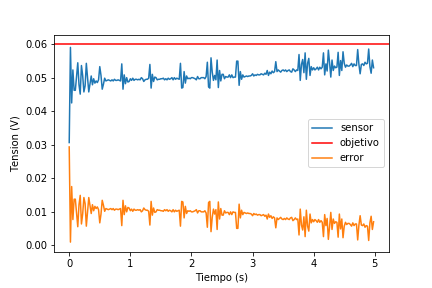 0.06
0.05
0.04
0.03
0.02
0.01
0.00
Tension (V)
sensor
objetivo
error
0 1 2 3 4 5
Tiempo (s)